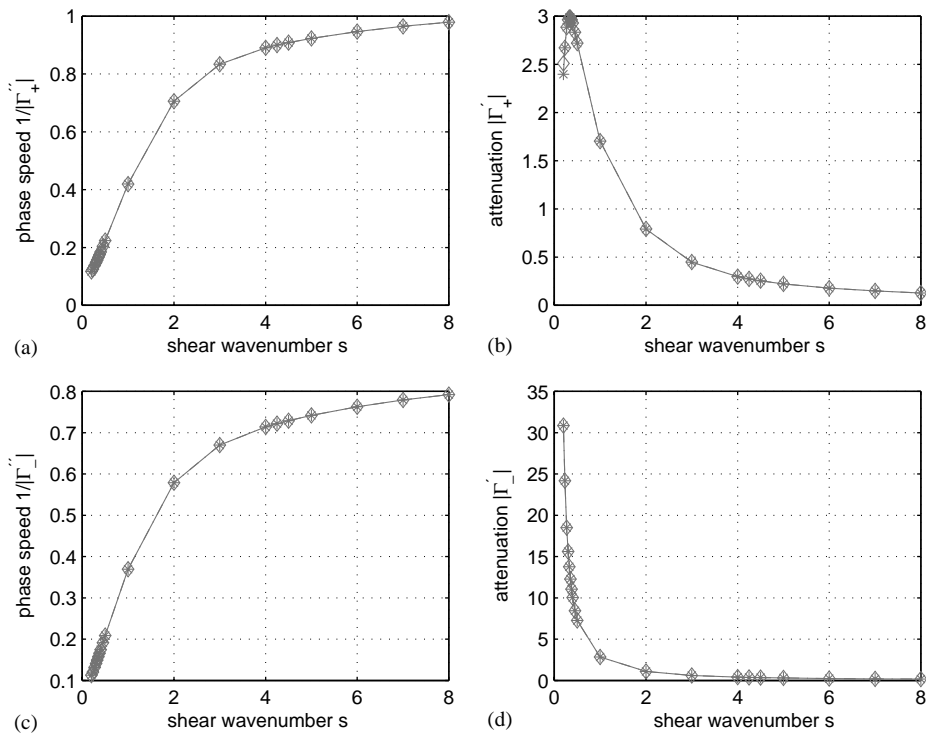 1
0.8
0.6
0.4
0.2
0
phase speed 1/|Γ″₊|
0 2 4 6 8
shear wavenumber s
(a)
3
2.5
2
1.5
1
0.5
0
attenuation |Γ′₊|
0 2 4 6 8
shear wavenumber s
(b)
0.8
0.7
0.6
0.5
0.4
0.3
0.2
0.1
phase speed 1/|Γ″₋|
0 2 4 6 8
shear wavenumber s
(c)
35
30
25
20
15
10
5
0
attenuation |Γ′₋|
0 2 4 6 8
shear wavenumber s
(d)